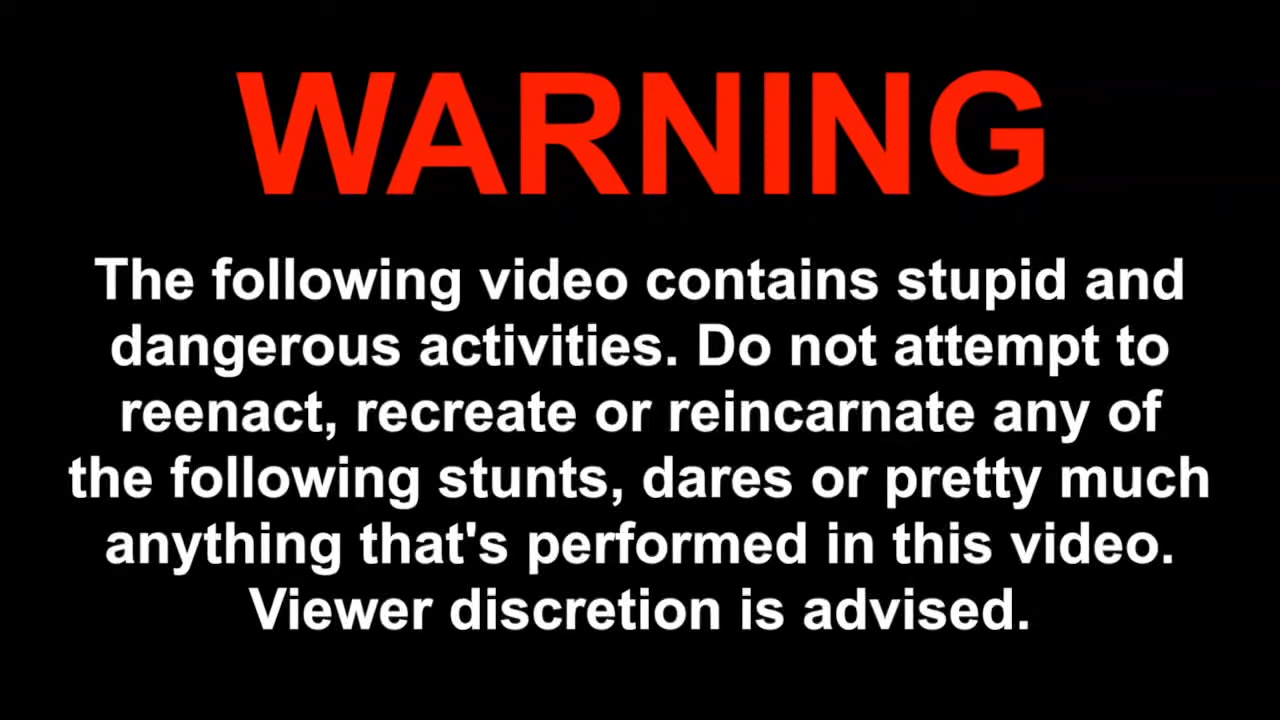 WARNING
The following video contains stupid and
dangerous activities. Do not attempt to
reenact, recreate or reincarnate any of
the following stunts, dares or pretty much
anything that's performed in this video.
Viewer discretion is advised.